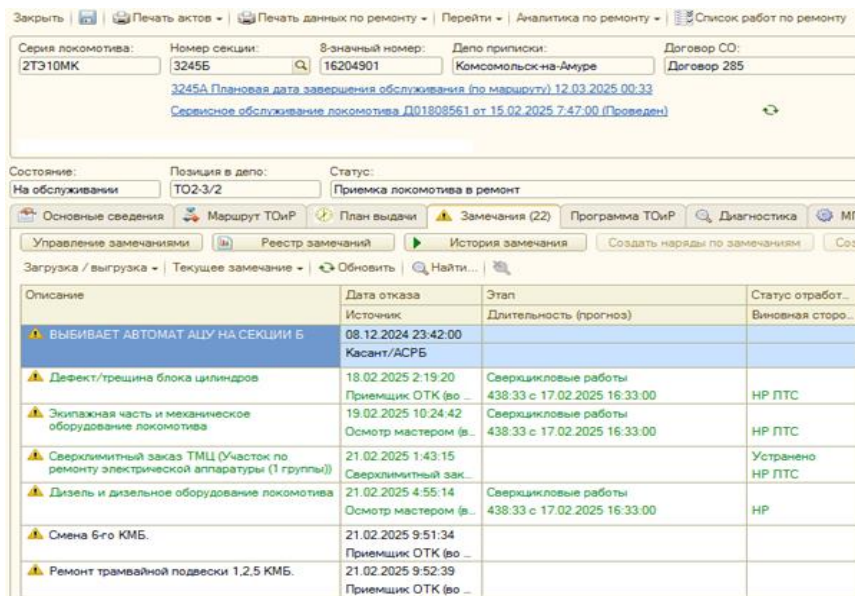 Закрыть Печать актов Печать данных по ремонту Перейти Аналитика по ремонту Список работ по ремонту
Серия локомотива: Номер секции: 8-значный номер: Депо приписки: Договор СО:
2ТЭ10МК 3245Б 16204901 Комсомольск-на-Амуре Договор 285
3245А Плановая дата завершения обслуживания (по маршруту) 12.03.2025 00:33
Сервисное обслуживание локомотива Д01808561 от 15.02.2025 7:47:00 (Проведен)
Состояние: Позиция в депо: Статус:
На обслуживании ТО2-3/2 Приемка локомотива в ремонт
Основные сведения Маршрут ТОиР План выдачи Замечания (22) Программа ТОиР Диагностика МП
Управление замечаниями Реестр замечаний История замечания Создать наряды по замечаниям Соз
Загрузка / выгрузка Текущее замечание Обновить Найти...
Описание Дата отказа Этап Статус отработ...
Источник Длительность (прогноз) Виновная сторо...
ВЫБИВАЕТ АВТОМАТ АЦУ НА СЕКЦИИ Б 08.12.2024 23:42:00
Касант/АСРБ
Дефект/трещина блока цилиндров 18.02.2025 2:19:20 Сверхцикловые работы
Приемщик ОТК (во ... 438:33 с 17.02.2025 16:33:00 НР ПТС
Экипажная часть и механическое 19.02.2025 10:24:42 Сверхцикловые работы
оборудование локомотива Осмотр мастером (в... 438:33 с 17.02.2025 16:33:00 НР ПТС
Сверхлимитный заказ ТМЦ (Участок по 21.02.2025 1:43:15 Устранено
ремонту электрической аппаратуры (1 группы)) Сверхлимитный зак... НР ПТС
Дизель и дизельное оборудование локомотива 21.02.2025 4:55:14 Сверхцикловые работы
Осмотр мастером (в... 438:33 с 17.02.2025 16:33:00 НР
Смена 6-го КМБ. 21.02.2025 9:51:34
Приемщик ОТК (во ...
Ремонт трамвайной подвески 1,2,5 КМБ. 21.02.2025 9:52:39
Приемщик ОТК (во ...